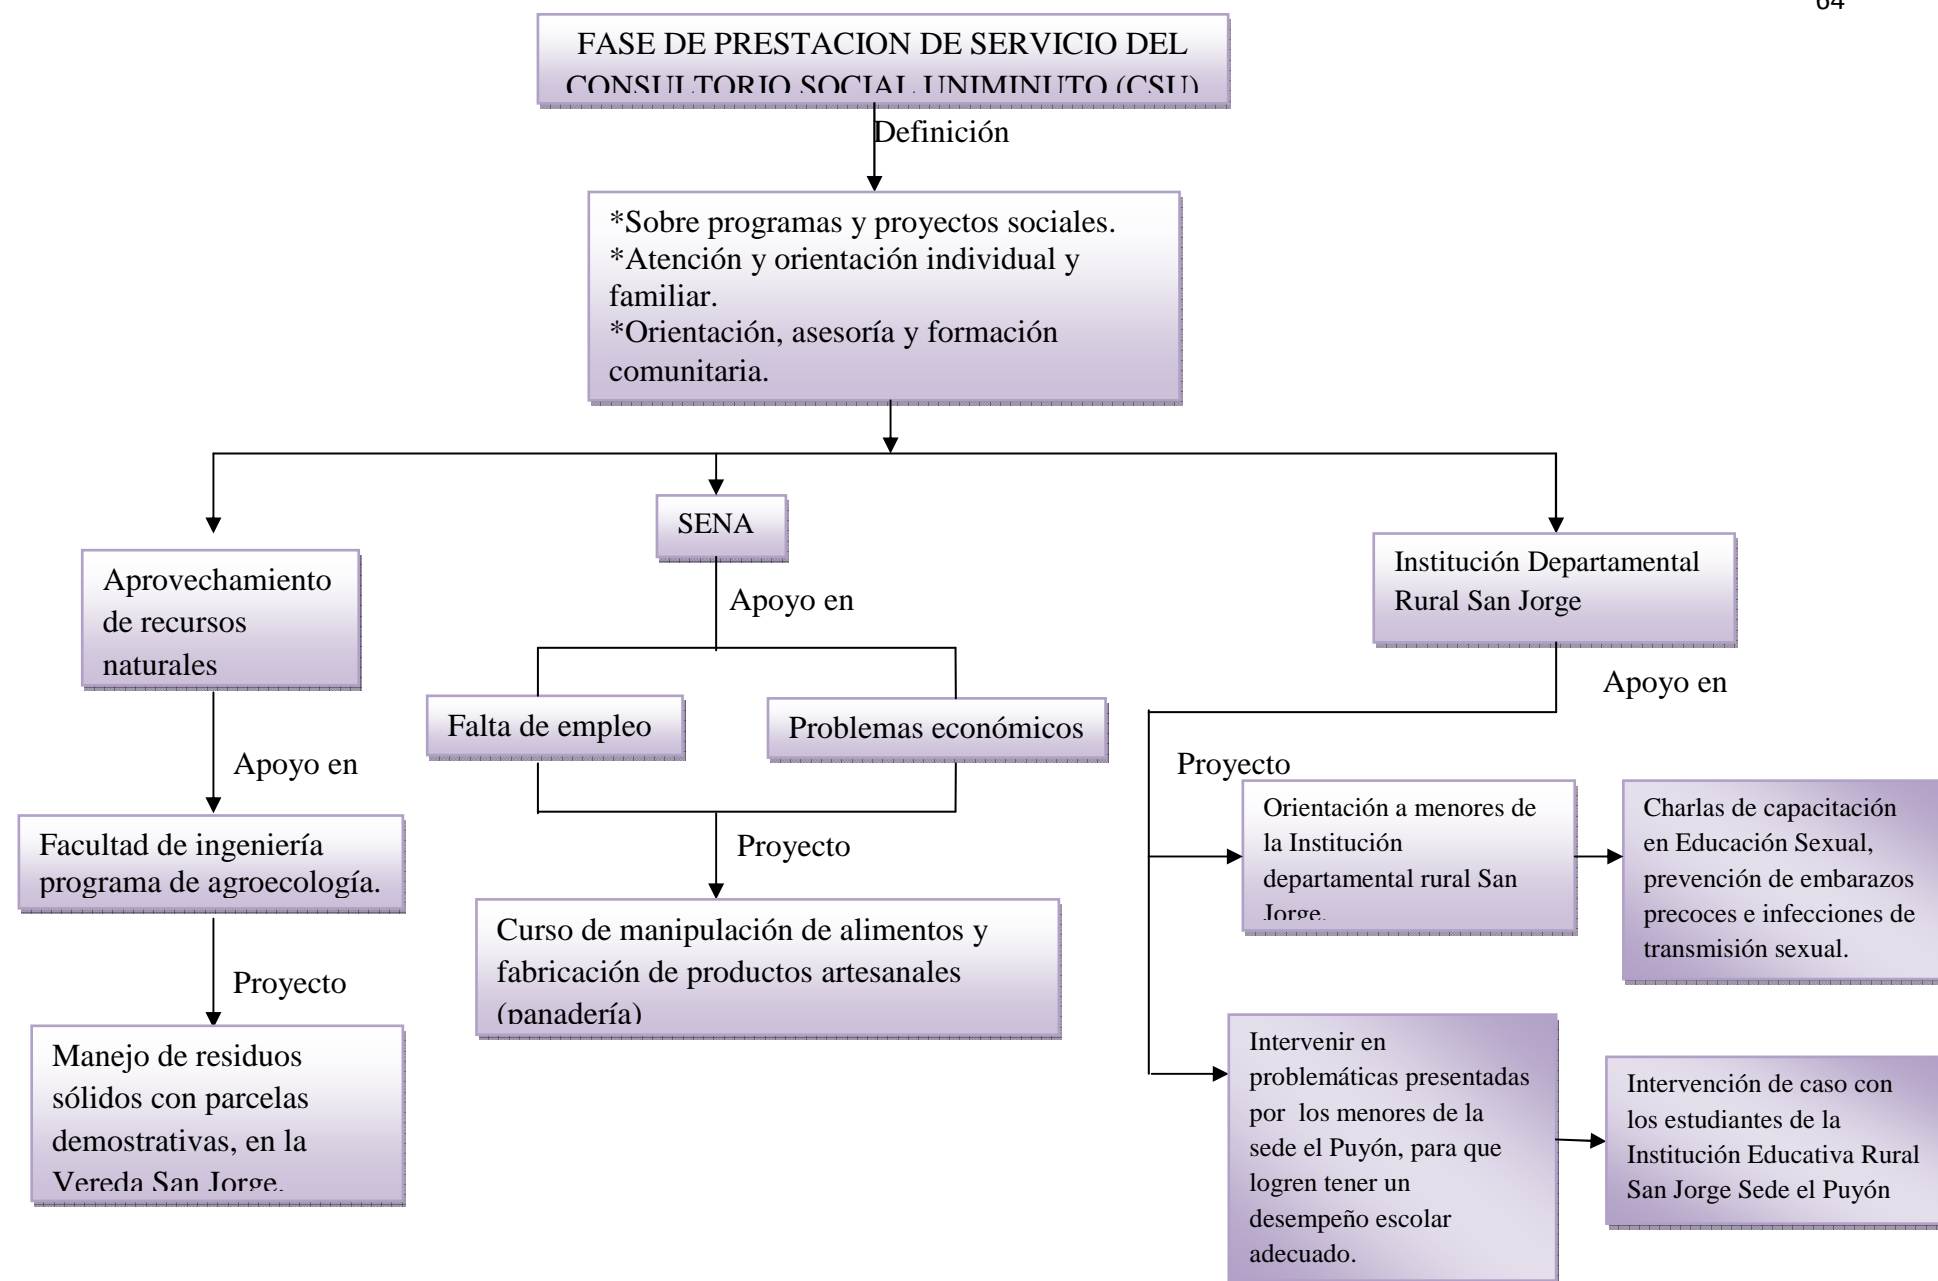 64
FASE DE PRESTACION DE SERVICIO DEL
CONSULTORIO SOCIAL UNIMINUTO (CSU)
Definición
*Sobre programas y proyectos sociales.
*Atención y orientación individual y
familiar.
*Orientación, asesoría y formación
comunitaria.
Aprovechamiento
de recursos
naturales
Apoyo en
Facultad de ingeniería
programa de agroecología.
Proyecto
Manejo de residuos
sólidos con parcelas
demostrativas, en la
Vereda San Jorge.
SENA
Apoyo en
Falta de empleo
Problemas económicos
Proyecto
Curso de manipulación de alimentos y
fabricación de productos artesanales
(panadería)
Institución Departamental
Rural San Jorge
Apoyo en
Proyecto
Orientación a menores de
la Institución
departamental rural San
Jorge.
Charlas de capacitación
en Educación Sexual,
prevención de embarazos
precoces e infecciones de
transmisión sexual.
Intervenir en
problemáticas presentadas
por  los menores de la
sede el Puyón, para que
logren tener un
desempeño escolar
adecuado.
Intervención de caso con
los estudiantes de la
Institución Educativa Rural
San Jorge Sede el Puyón